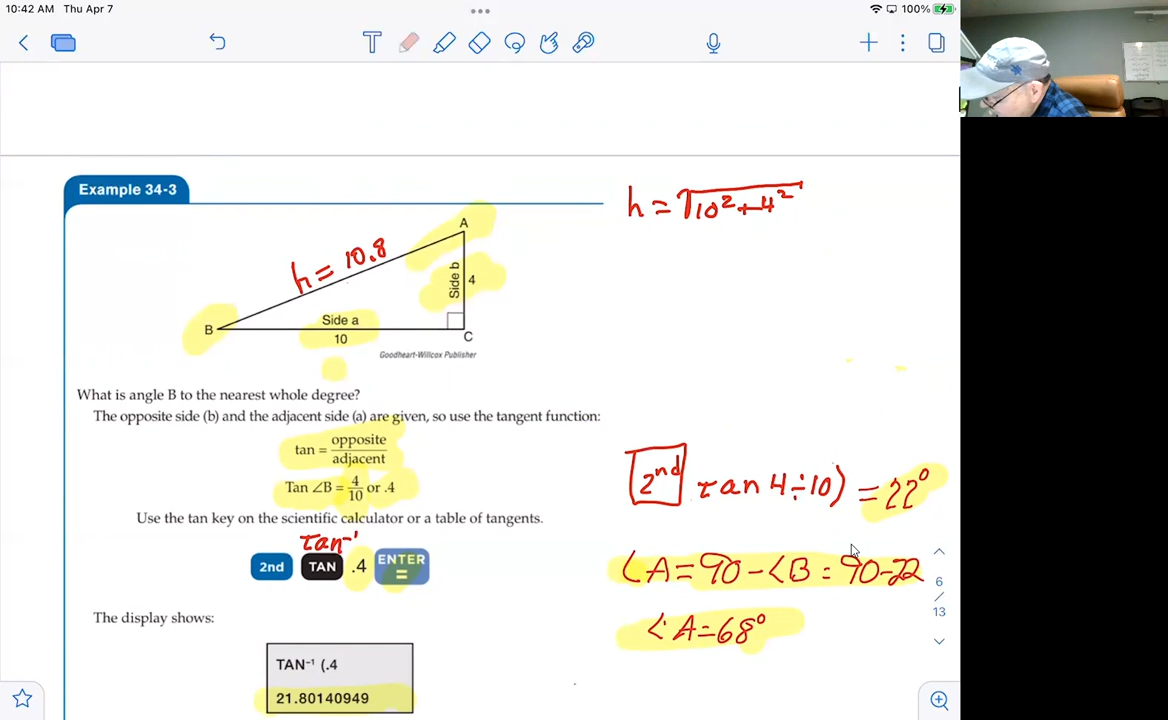 10:42 AM Tue Apr 7
100%
Example 34-3
h = √10² + 4²
A
h = 10.8
Side b
4
B
Side a
10
C
Goodheart-Willcox Publisher
What is angle B to the nearest whole degree?
The opposite side (b) and the adjacent side (a) are given, so use the tangent function:
tan = opposite/adjacent
Tan ∠B = 4/10 or .4
2nd tan 4÷10) = 22°
Use the tan key on the scientific calculator or a table of tangents.
tan⁻¹
2nd TAN .4 ENTER =
∠A = 90 - ∠B = 90-22
6
/
13
The display shows:
∠A = 68°
TAN⁻¹ (.4
21.80140949